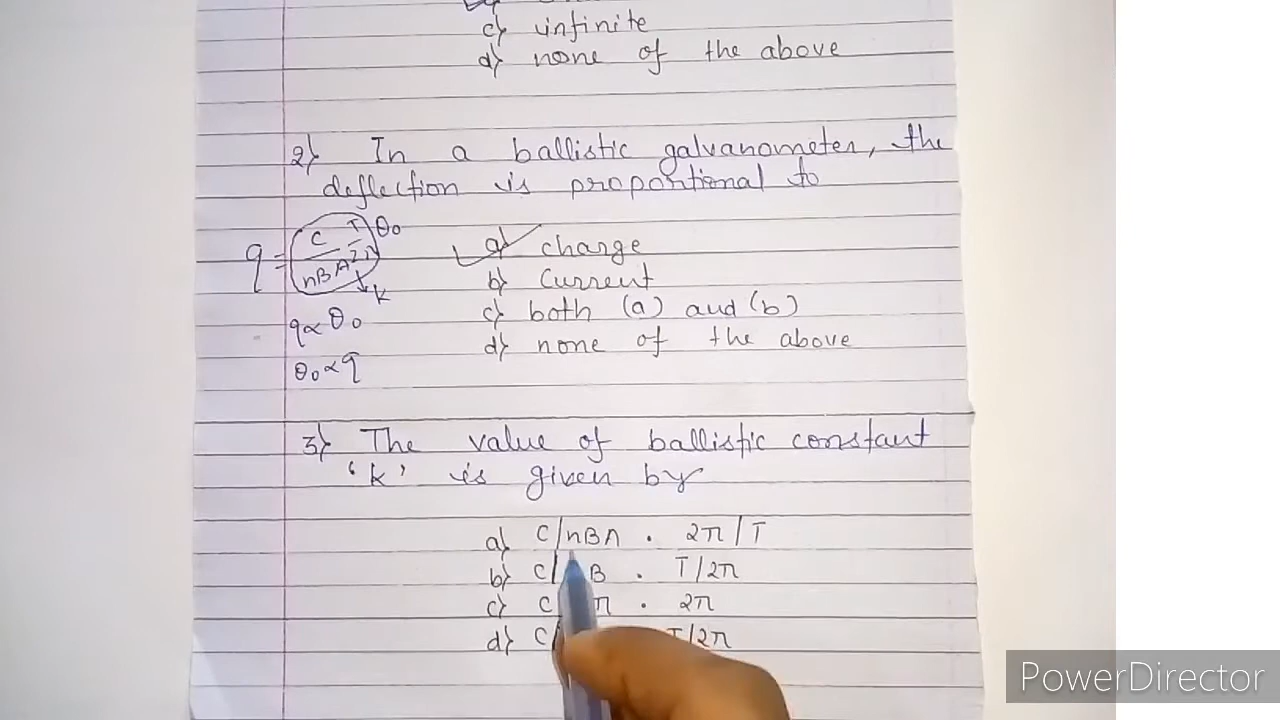 c) infinite
d) none of the above
2) In a ballistic galvanometer, the
deflection is proportional to
q = C/nBA T/2π θ₀
k
q ∝ θ₀
θ₀ ∝ q
a) charge
b) current
c) both (a) and (b)
d) none of the above
3) The value of ballistic constant
'k' is given by
a) C/nBA . 2π/T
b) C/ B . T/2π
c) C . 2π
d) C/ T/2π
PowerDirector